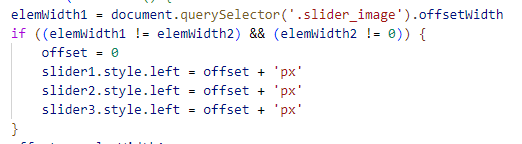 elemWidth1 = document.querySelector('.slider_image').offsetWidth
if ((elemWidth1 != elemWidth2) && (elemWidth2 != 0)) {
offset = 0
slider1.style.left = offset + 'px'
slider2.style.left = offset + 'px'
slider3.style.left = offset + 'px'
}